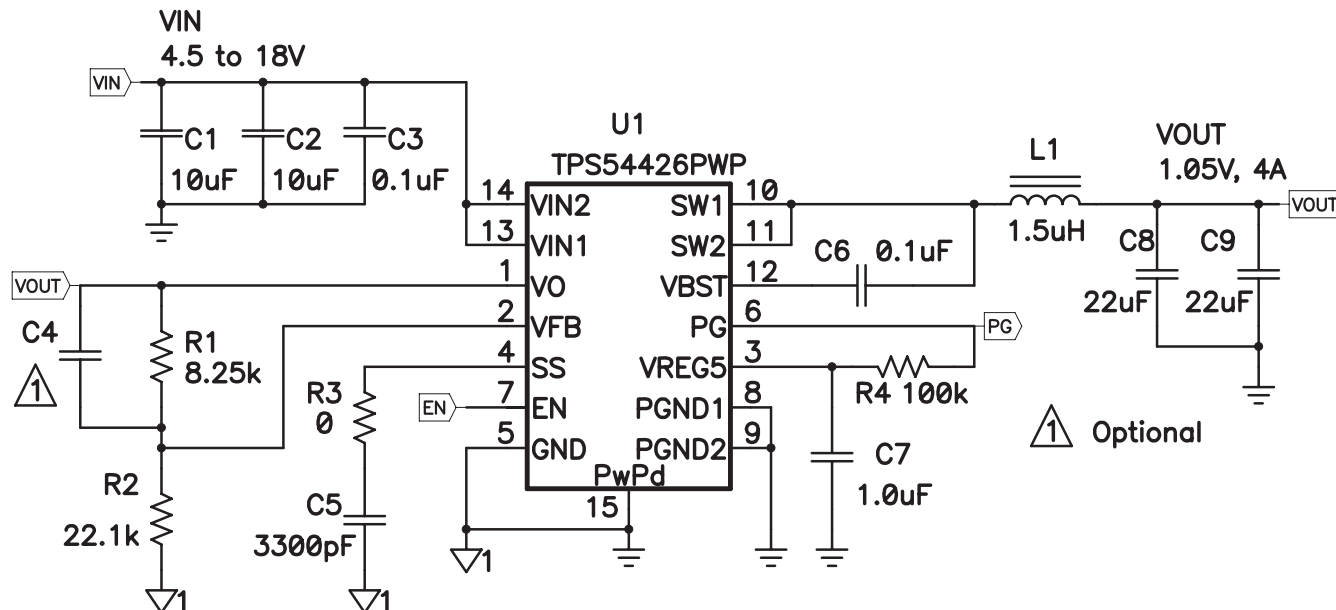 VIN
4.5 to 18V
VIN
C1
10uF
C2
10uF
C3
0.1uF
U1
TPS54426PWP
14
VIN2
13
VIN1
1
VO
2
VFB
4
SS
7
EN
5
GND
SW1
10
SW2
11
VBST
12
PG
6
VREG5
3
PGND1
8
PGND2
9
PwPd
15
L1
1.5uH
VOUT
1.05V, 4A
VOUT
C6
0.1uF
C8
22uF
C9
22uF
PG
R4 100k
C7
1.0uF
1
Optional
VOUT
C4
1
R1
8.25k
R2
22.1k
R3
0
C5
3300pF
EN
1
1
1